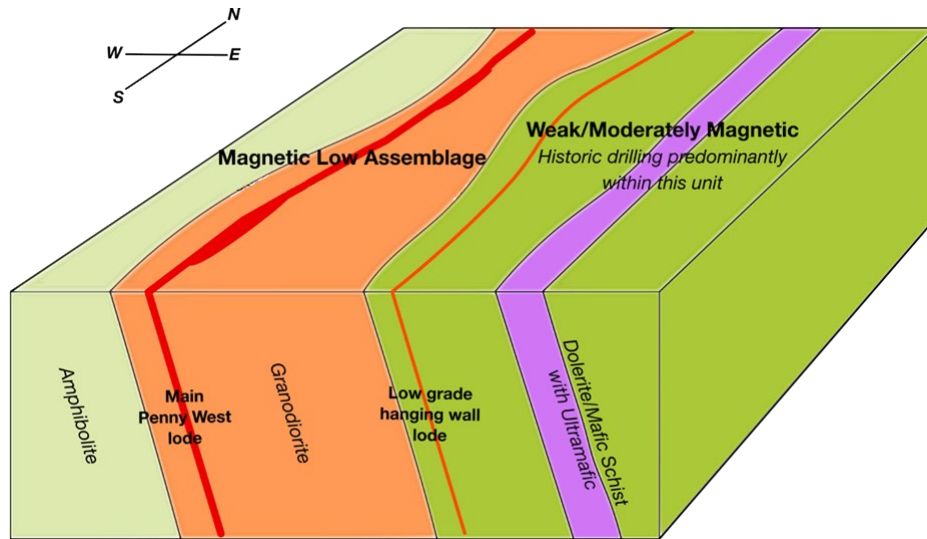 N
W
E
S
Magnetic Low Assemblage
Weak/Moderately Magnetic
Historic drilling predominantly
within this unit
Amphibolite
Main
Penny West
lode
Granodiorite
Low grade
hanging wall
lode
Dolerite/Mafic Schist
with Ultramafic